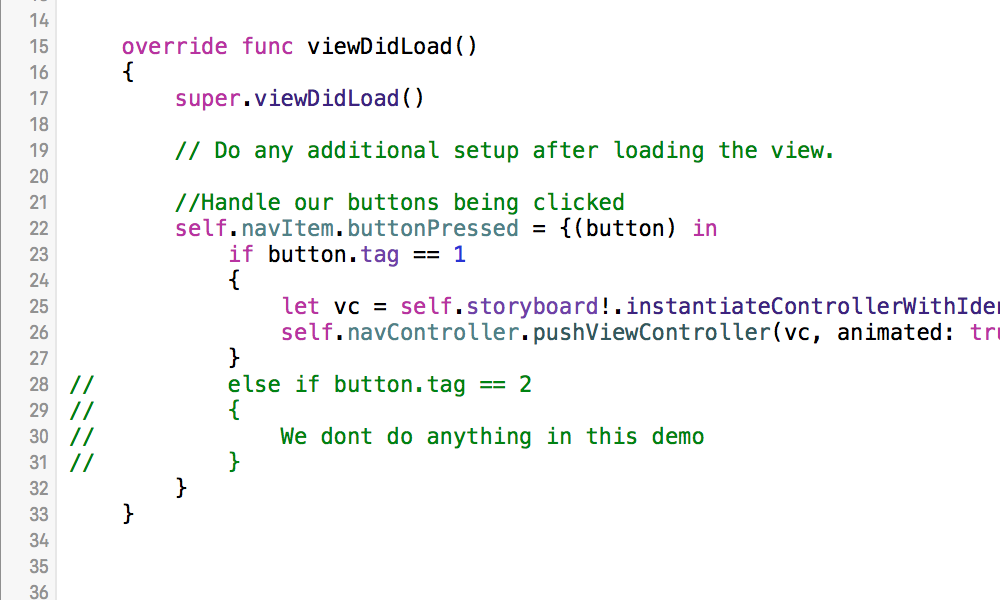 14
15 override func viewDidLoad()
16 {
17 super.viewDidLoad()
18
19 // Do any additional setup after loading the view.
20
21 //Handle our buttons being clicked
22 self.navItem.buttonPressed = {(button) in
23 if button.tag == 1
24 {
25 let vc = self.storyboard!.instantiateControllerWithIden
26 self.navController.pushViewController(vc, animated: tru
27 }
28 // else if button.tag == 2
29 // {
30 // We dont do anything in this demo
31 // }
32 }
33 }
34
35
36